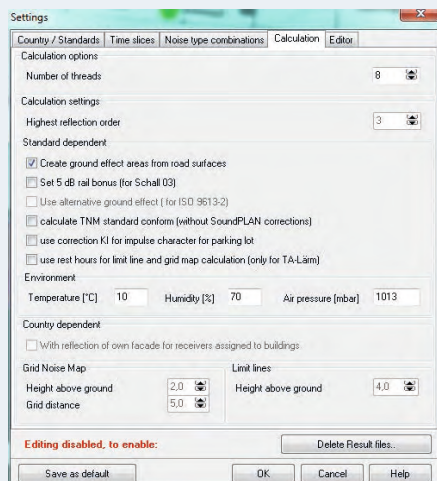 Settings
Country / Standards Time slices Noise type combinations Calculation Editor
Calculation options
Number of threads 8
Calculation settings
Highest reflection order 3
Standard dependent
Create ground effect areas from road surfaces
Set 5 dB rail bonus (for Schall 03)
Use alternative ground effect ( for ISO 9613-2)
calculate TNM standard conform (without SoundPLAN corrections)
use correction KI for impulse character for parking lot
use rest hours for limit line and grid map calculation (only for TA-Lärm)
Environment
Temperature [°C] 10 Humidity [%] 70 Air pressure [mbar] 1013
Country dependent
With reflection of own facade for receivers assigned to buildings
Grid Noise Map Limit lines
Height above ground 2,0 Height above ground 4,0
Grid distance 5,0
Editing disabled, to enable: Delete Result files..
Save as default OK Cancel Help